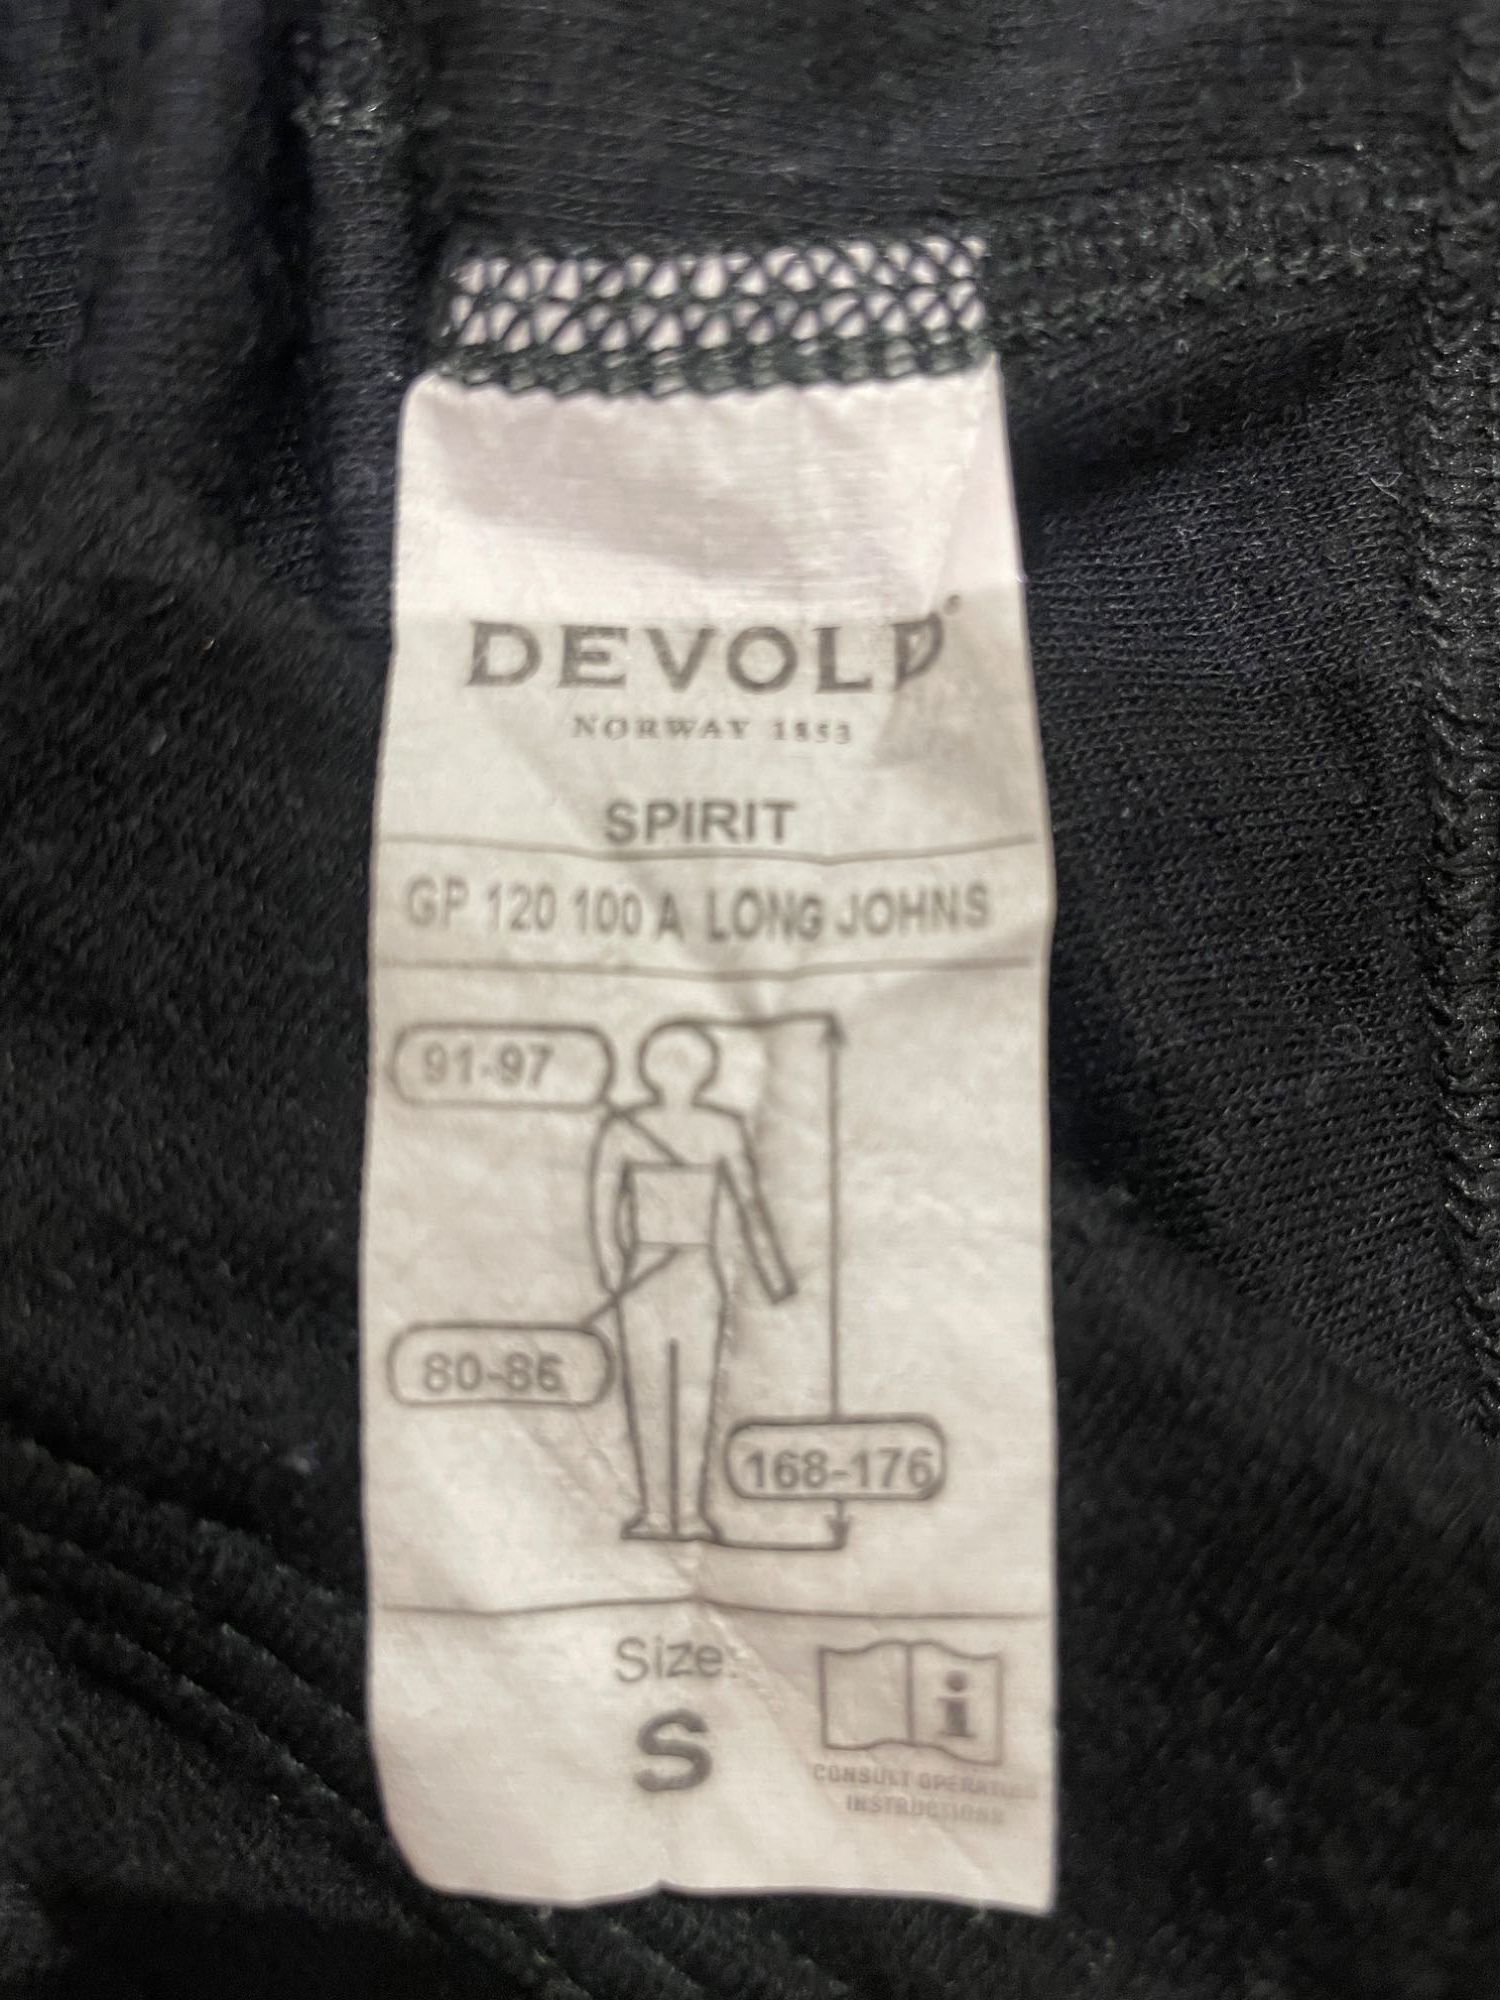 DEVOLD®
NORWAY 1853
SPIRIT
GP 120 100 A LONG JOHNS
91-97
80-86
168-176
Size:
S
i
CONSULT OPERATING
INSTRUCTIONS